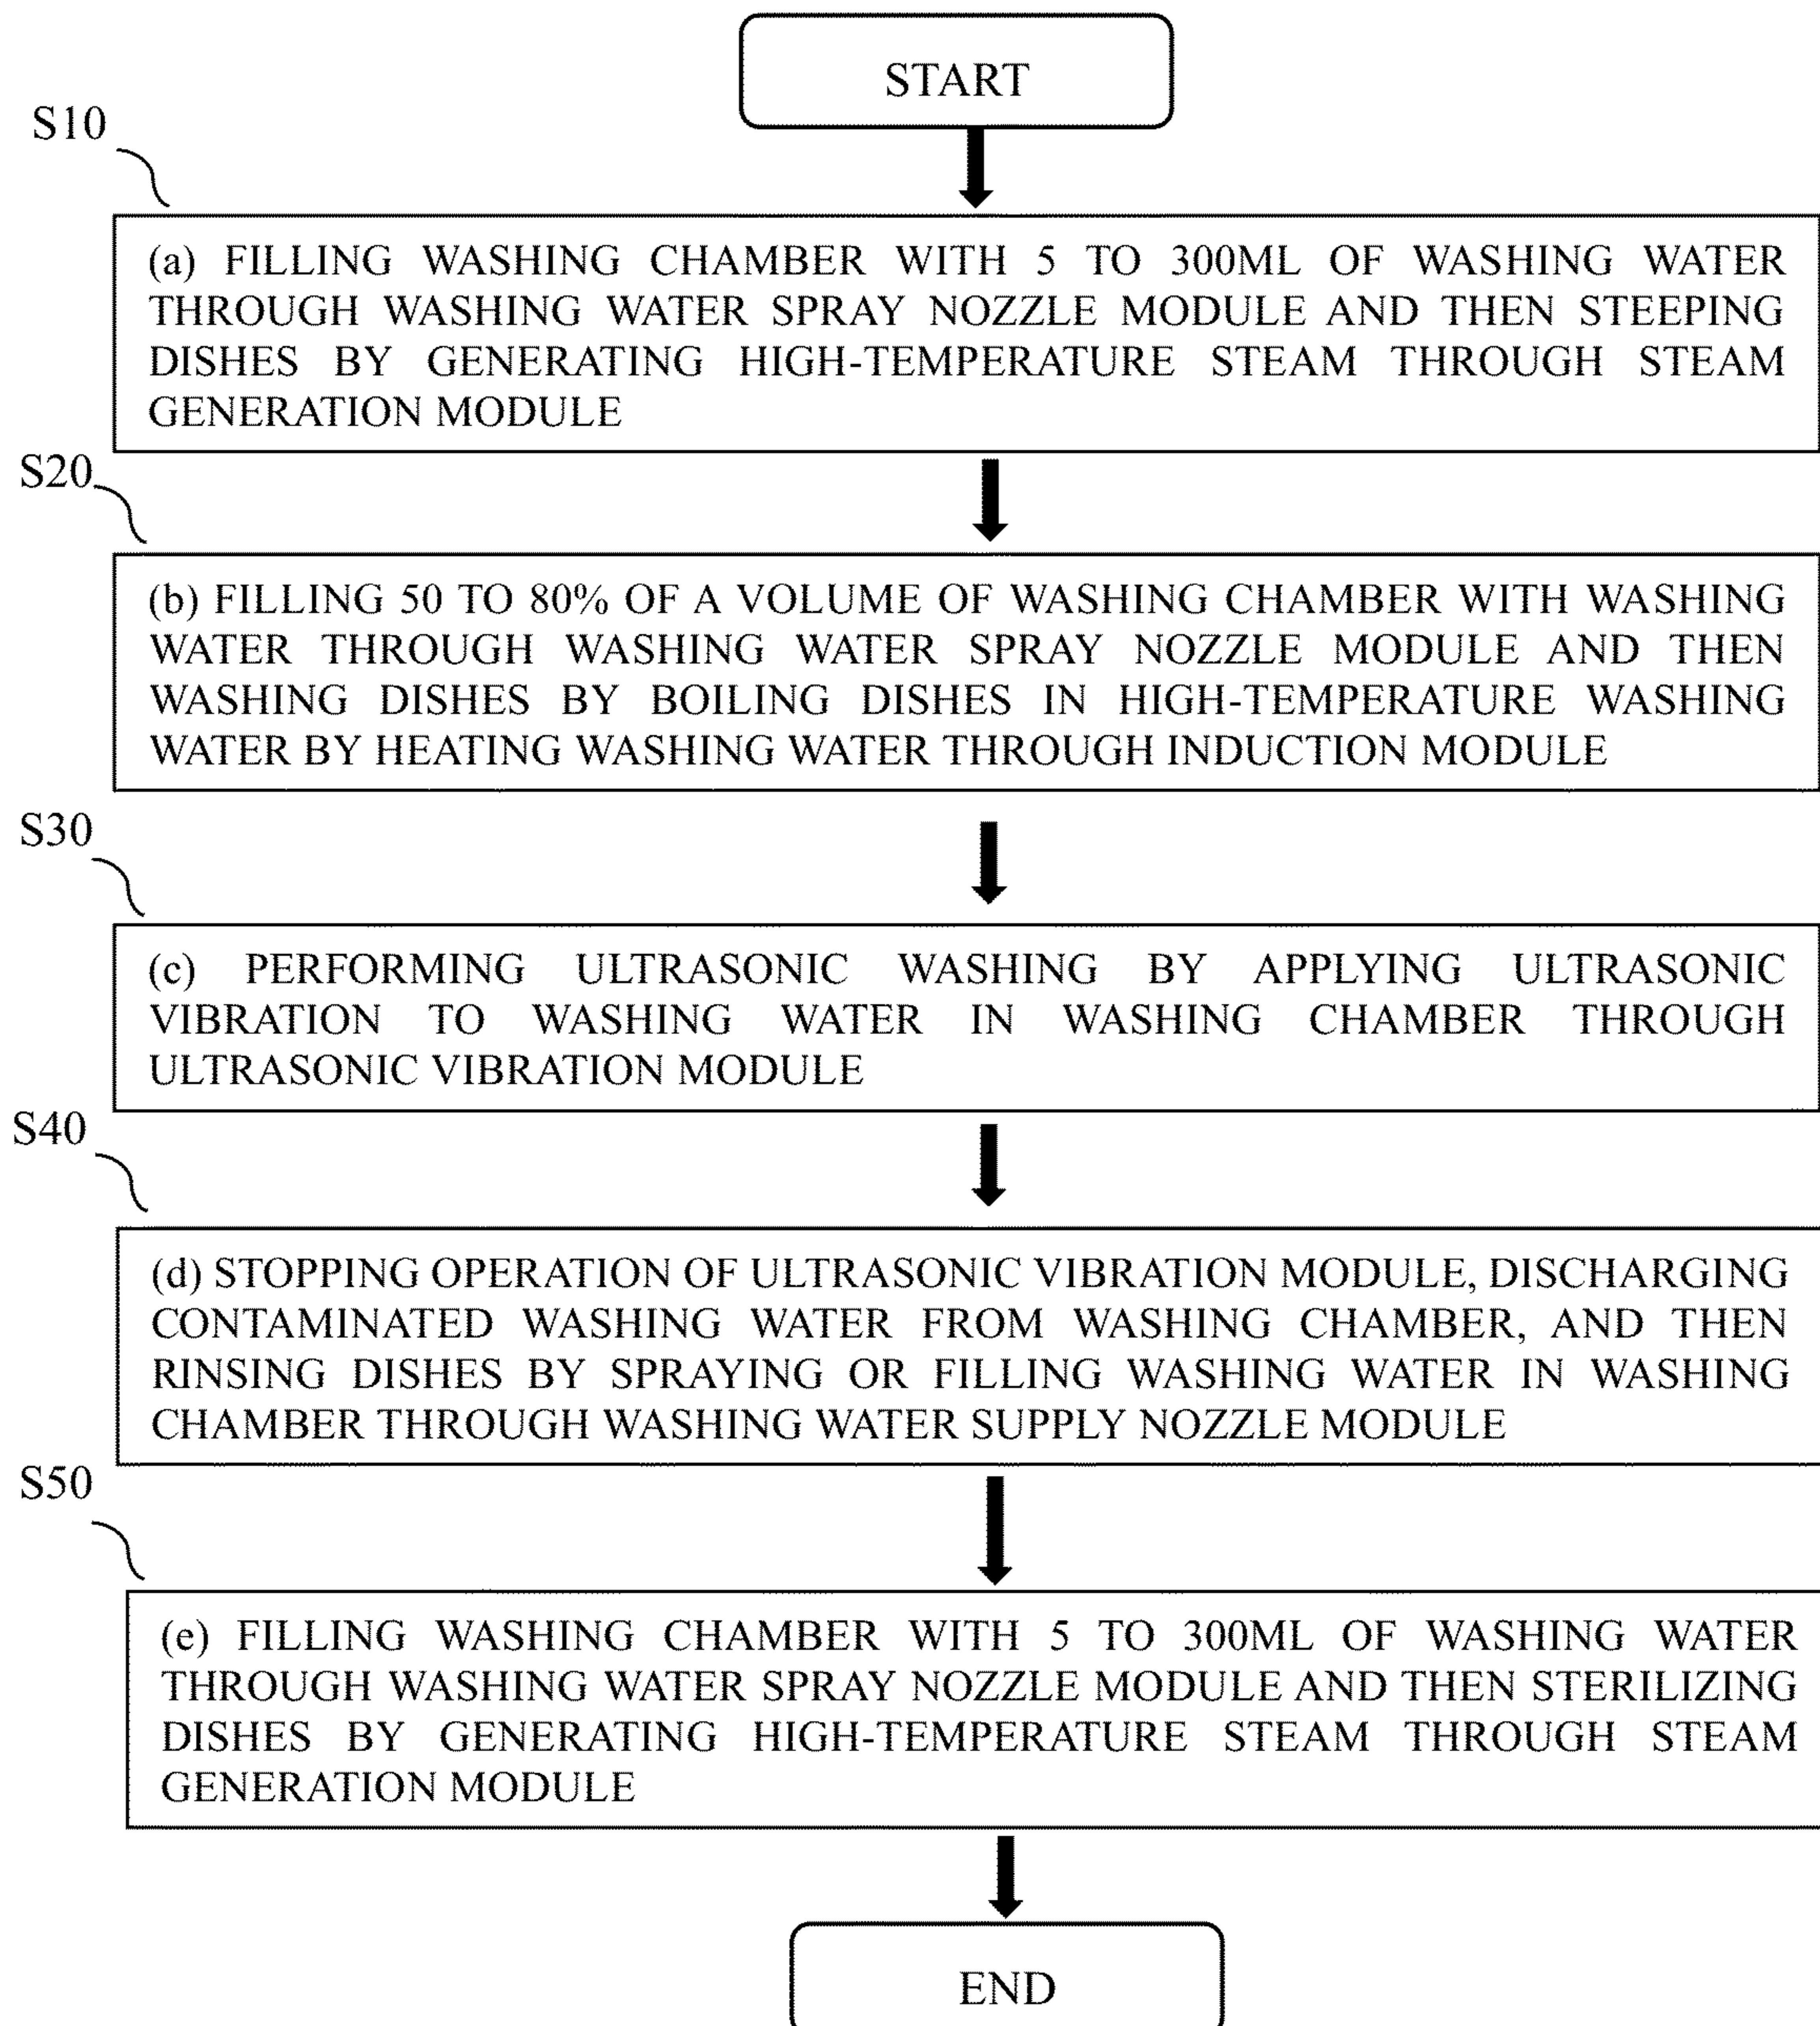 START
S10
(a) FILLING WASHING CHAMBER WITH 5 TO 300ML OF WASHING WATER
THROUGH WASHING WATER SPRAY NOZZLE MODULE AND THEN STEEPING
DISHES BY GENERATING HIGH-TEMPERATURE STEAM THROUGH STEAM
GENERATION MODULE
S20
(b) FILLING 50 TO 80% OF A VOLUME OF WASHING CHAMBER WITH WASHING
WATER THROUGH WASHING WATER SPRAY NOZZLE MODULE AND THEN
WASHING DISHES BY BOILING DISHES IN HIGH-TEMPERATURE WASHING
WATER BY HEATING WASHING WATER THROUGH INDUCTION MODULE
S30
(c) PERFORMING ULTRASONIC WASHING BY APPLYING ULTRASONIC
VIBRATION TO WASHING WATER IN WASHING CHAMBER THROUGH
ULTRASONIC VIBRATION MODULE
S40
(d) STOPPING OPERATION OF ULTRASONIC VIBRATION MODULE, DISCHARGING
CONTAMINATED WASHING WATER FROM WASHING CHAMBER, AND THEN
RINSING DISHES BY SPRAYING OR FILLING WASHING WATER IN WASHING
CHAMBER THROUGH WASHING WATER SUPPLY NOZZLE MODULE
S50
(e) FILLING WASHING CHAMBER WITH 5 TO 300ML OF WASHING WATER
THROUGH WASHING WATER SPRAY NOZZLE MODULE AND THEN STERILIZING
DISHES BY GENERATING HIGH-TEMPERATURE STEAM THROUGH STEAM
GENERATION MODULE
END